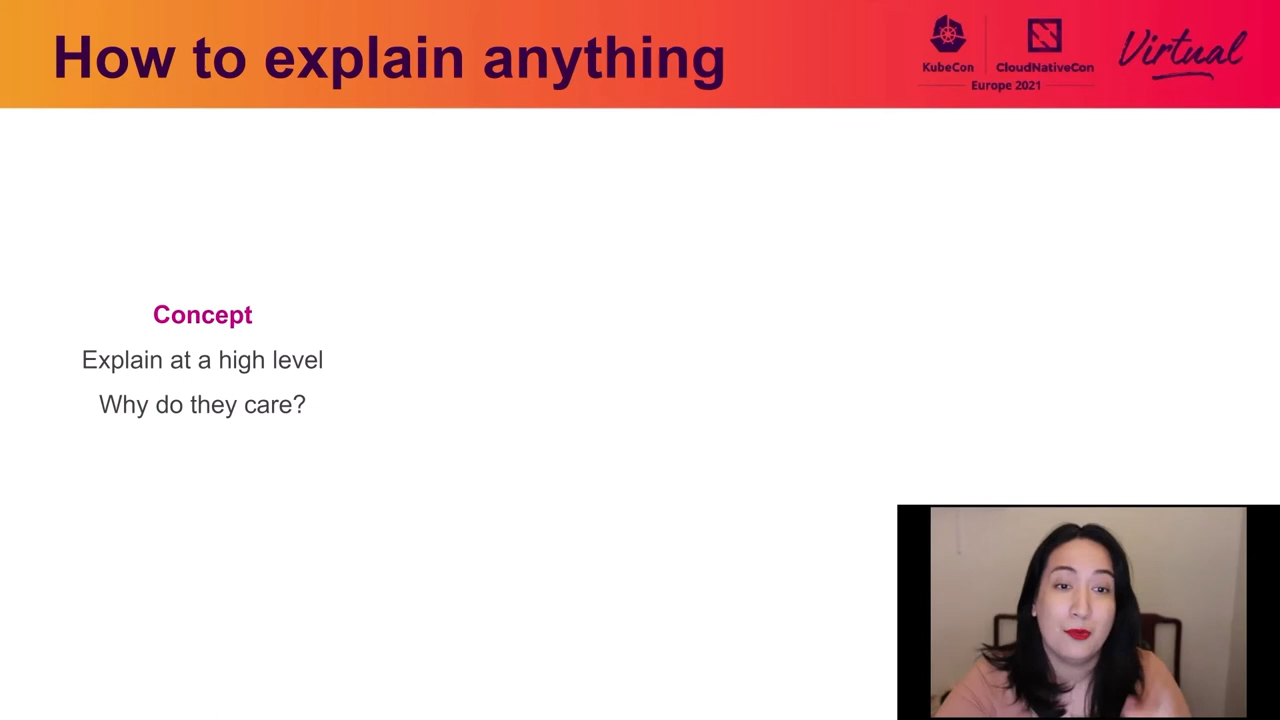 How to explain anything
KubeCon
CloudNativeCon
Europe 2021
Virtual
Concept
Explain at a high level
Why do they care?